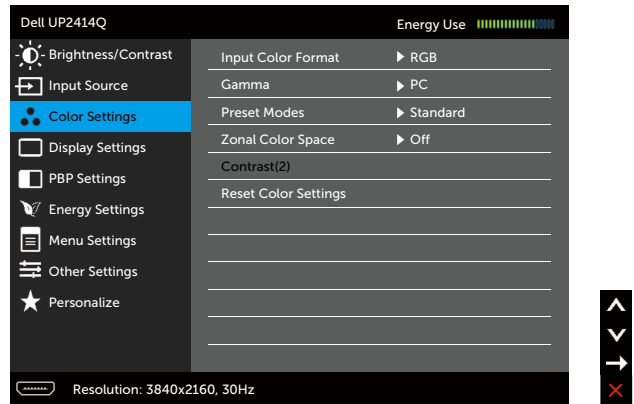 Dell UP2414Q
Energy Use
Brightness/Contrast
Input Source
Color Settings
Display Settings
PBP Settings
Energy Settings
Menu Settings
Other Settings
Personalize
Input Color Format RGB
Gamma PC
Preset Modes Standard
Zonal Color Space Off
Contrast(2)
Reset Color Settings
Resolution: 3840x2160, 30Hz